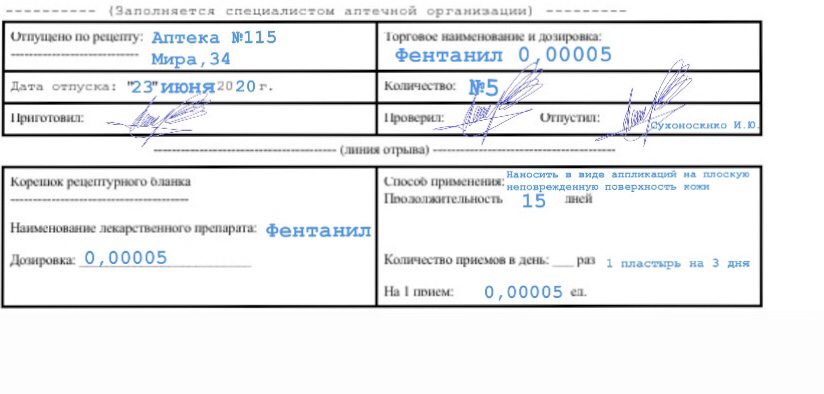 ---------- (Заполняется специалистом аптечной организации) ---------
Отпущено по рецепту: Аптека №115
Мира,34
Торговое наименование и дозировка:
Фентанил 0,00005
Дата отпуска: "23"июня2020г.
Количество: №5
Приготовил:
Проверил:
Отпустил:
Сухоноскико И.Ю.
(линия отрыва)
Корешок рецептурного бланка
Способ применения: Наносить в виде аппликаций на плоскую
неповрежденную поверхность кожи
Продолжительность 15 дней
Наименование лекарственного препарата: Фентанил
Дозировка: 0,00005
Количество приемов в день: ___ раз 1 пластырь на 3 дня
На 1 прием: 0,00005 ед.